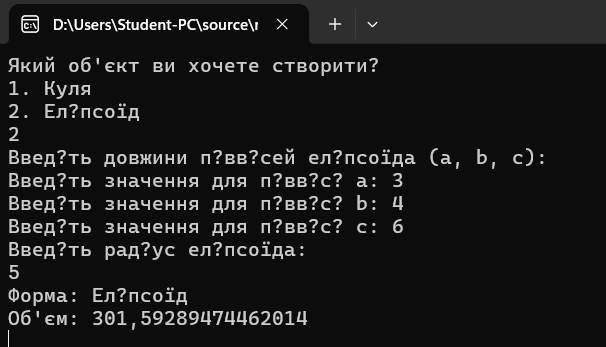 D:\Users\Student-PC\source\r
Який об'єкт ви хочете створити?
1. Куля
2. Ел?псоїд
2
Введ?ть довжини п?вв?сей ел?псоїда (a, b, c):
Введ?ть значення для п?вв?с? a: 3
Введ?ть значення для п?вв?с? b: 4
Введ?ть значення для п?вв?с? c: 6
Введ?ть рад?ус ел?псоїда:
5
Форма: Ел?псоїд
Об'єм: 301,59289474462014